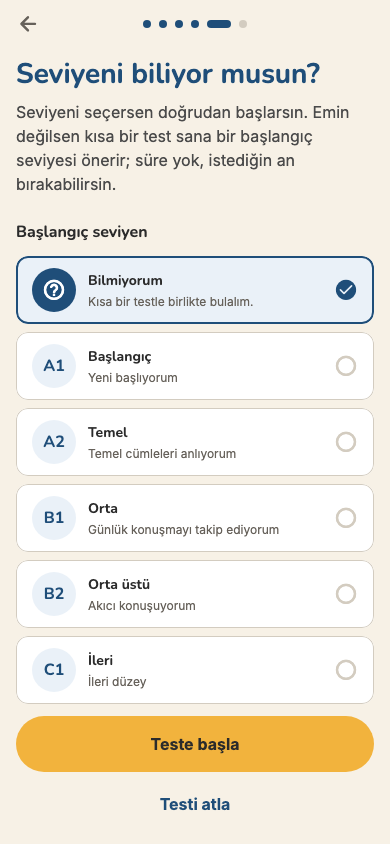 Seviyeni biliyor musun?
Seviyeni seçersen doğrudan başlarsın. Emin
değilsen kısa bir test sana bir başlangıç
seviyesi önerir; süre yok, istediğin an
bırakabilirsin.
Başlangıç seviyen
Bilmiyorum
Kısa bir testle birlikte bulalım.
A1
Başlangıç
Yeni başlıyorum
A2
Temel
Temel cümleleri anlıyorum
B1
Orta
Günlük konuşmayı takip ediyorum
B2
Orta üstü
Akıcı konuşuyorum
C1
İleri
İleri düzey
Teste başla
Testi atla